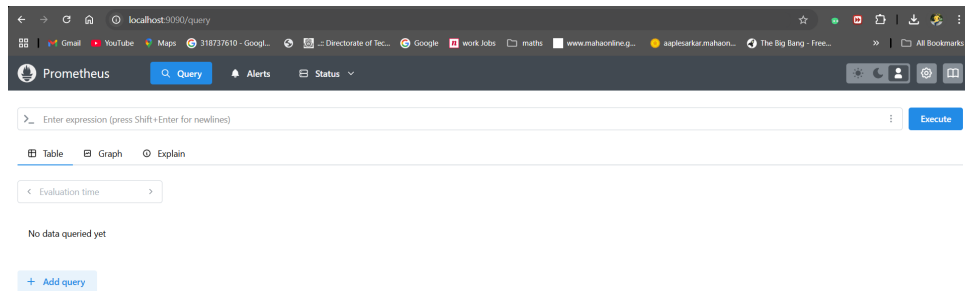 localhost:9090/query
Gmail YouTube Maps 318737610 - Googl... .:: Directorate of Tec... Google work Jobs maths www.mahaonline.g... aaplesarkar.mahaon... The Big Bang - Free... » All Bookmarks
Prometheus Query Alerts Status
>_ Enter expression (press Shift+Enter for newlines) Execute
Table Graph Explain
< Evaluation time >
No data queried yet
+ Add query